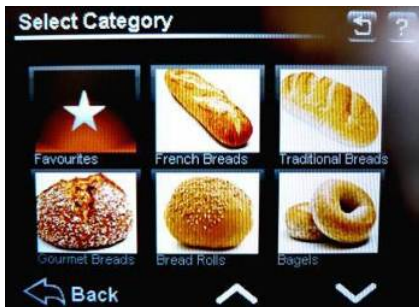 Select Category
?
Favourites
French Breads
Traditional Breads
Gourmet Breads
Bread Rolls
Bagels
Back